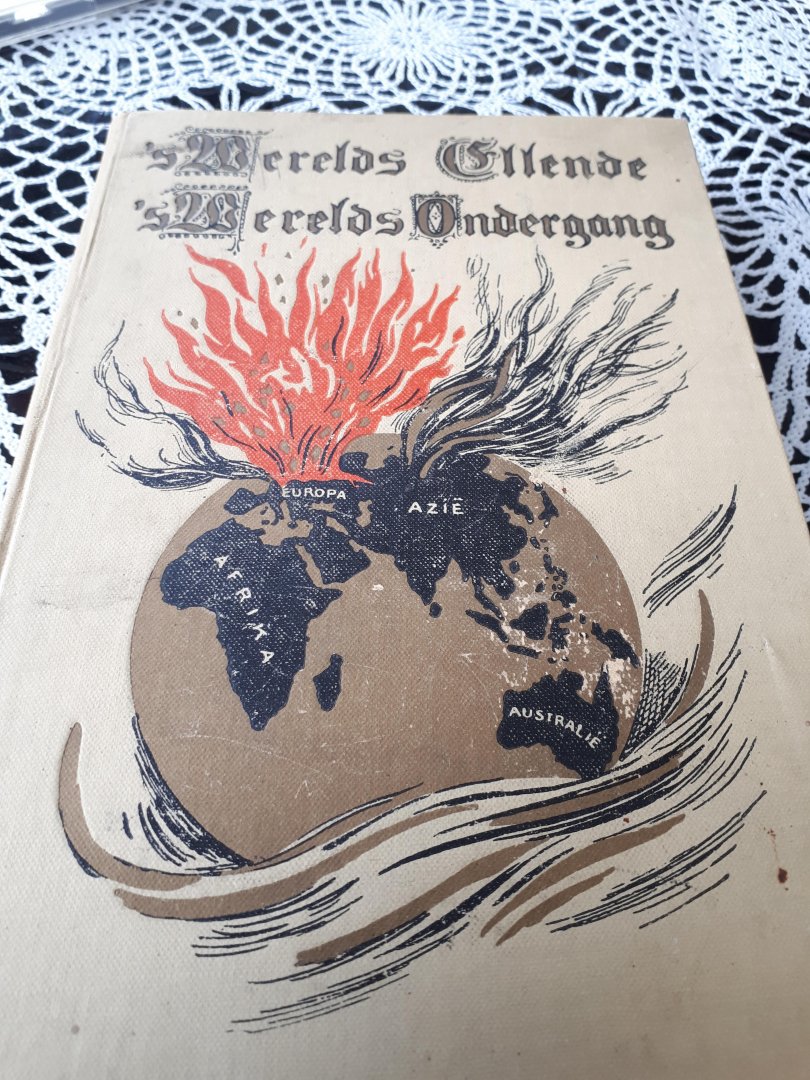 's Werelds Ellende
's Werelds Ondergang
EUROPA
AZIË
AFRIKA
AUSTRALIË